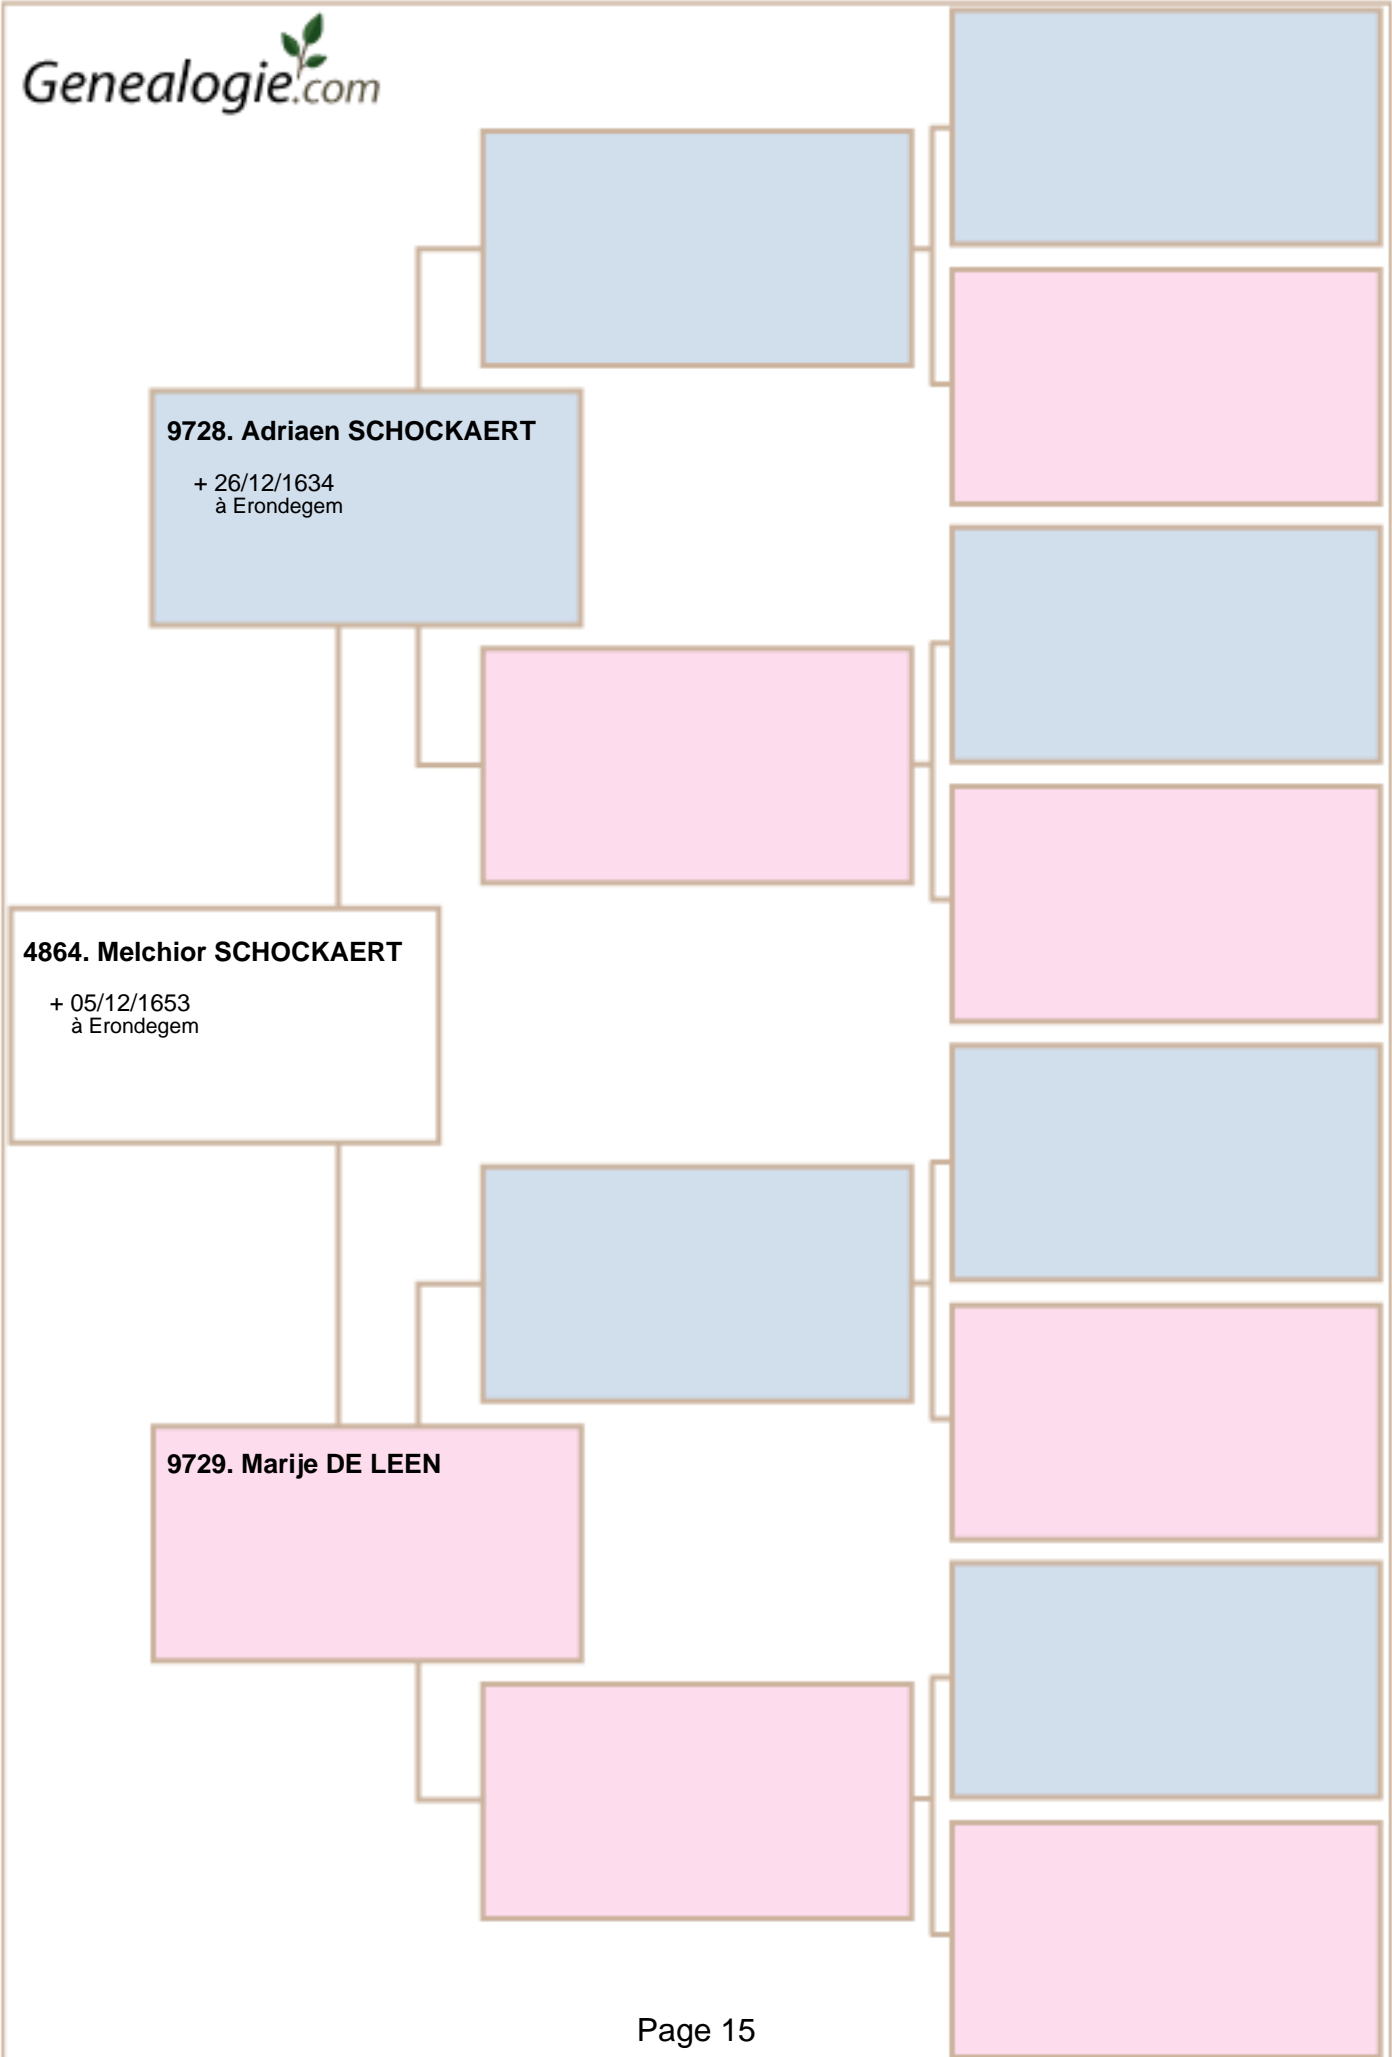 Genealogie.com
9728. Adriaen SCHOCKAERT
+ 26/12/1634
à Erondegem
4864. Melchior SCHOCKAERT
+ 05/12/1653
à Erondegem
9729. Marije DE LEEN
Page 15